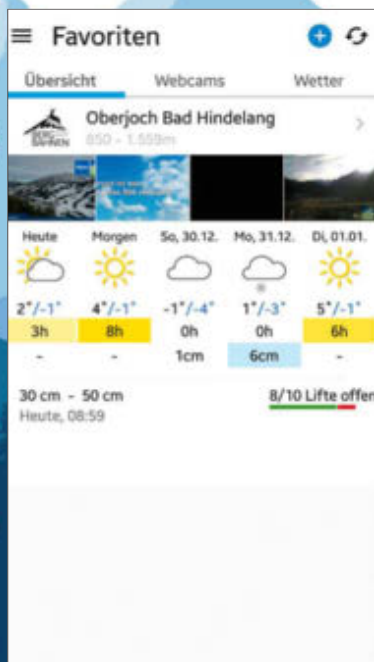 Favoriten
Übersicht Webcams Wetter
Oberjoch Bad Hindelang
850 - 1.559m
BERG
BAHNEN
Heute Morgen So, 30.12. Mo, 31.12. Di, 01.01.
2°/-1° 4°/-1° -1°/-4° 1°/-3° 5°/-1°
3h 8h 0h 0h 6h
- - 1cm 6cm -
30 cm - 50 cm 8/10 Lifte offen
Heute, 08:59